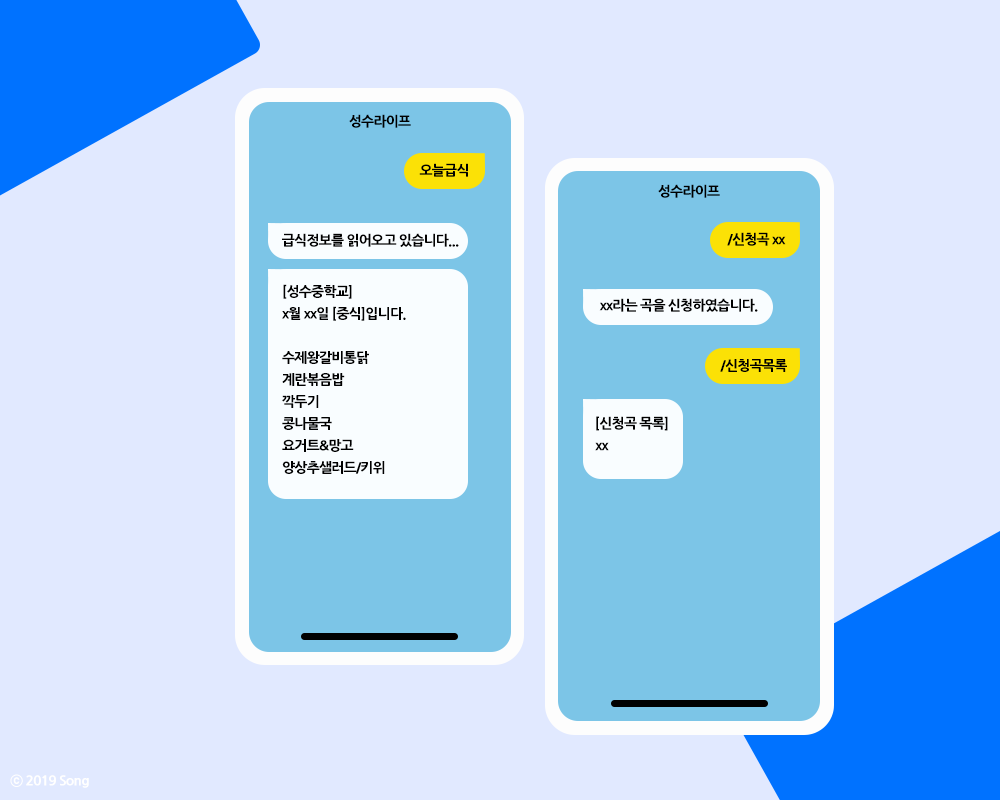 성수라이프
오늘급식
급식정보를 읽어오고 있습니다...
[성수중학교]
x월 xx일 [중식]입니다.
수제왕갈비통닭
계란볶음밥
깍두기
콩나물국
요거트&망고
양상추샐러드/키위
성수라이프
/신청곡 xx
xx라는 곡을 신청하였습니다.
/신청곡목록
[신청곡 목록]
xx
ⓒ 2019 Song